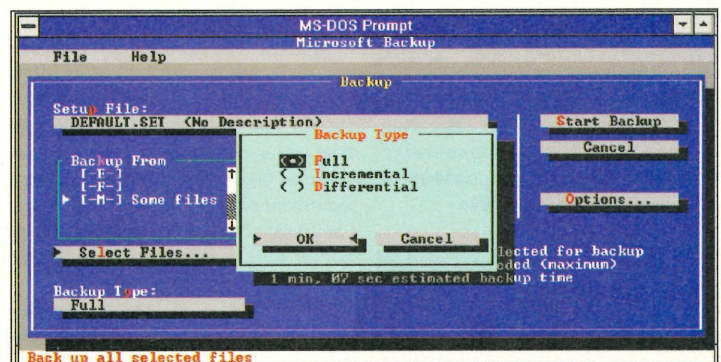 MS-DOS Prompt
Microsoft Backup
File Help
Backup
Setup File:
DEFAULT.SET (No Description)
Start Backup
Cancel
Options...
Backup From
[-E-]
[-F-]
[-M-] Some files
Backup Type
(•) Full
( ) Incremental
( ) Differential
OK Cancel
Select Files...
lected for backup
eded (maximum)
1 min, 07 sec estimated backup time
Backup Type:
Full
Back up all selected files